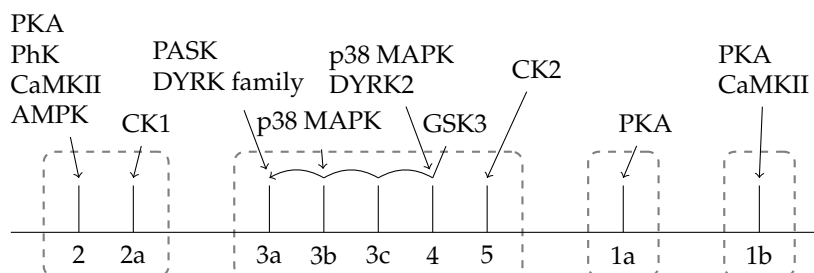 PKA
PhK
CaMKII
AMPK
CK1
PASK
DYRK family
p38 MAPK
p38 MAPK
DYRK2
GSK3
CK2
PKA
PKA
CaMKII
2 2a 3a 3b 3c 4 5 1a 1b